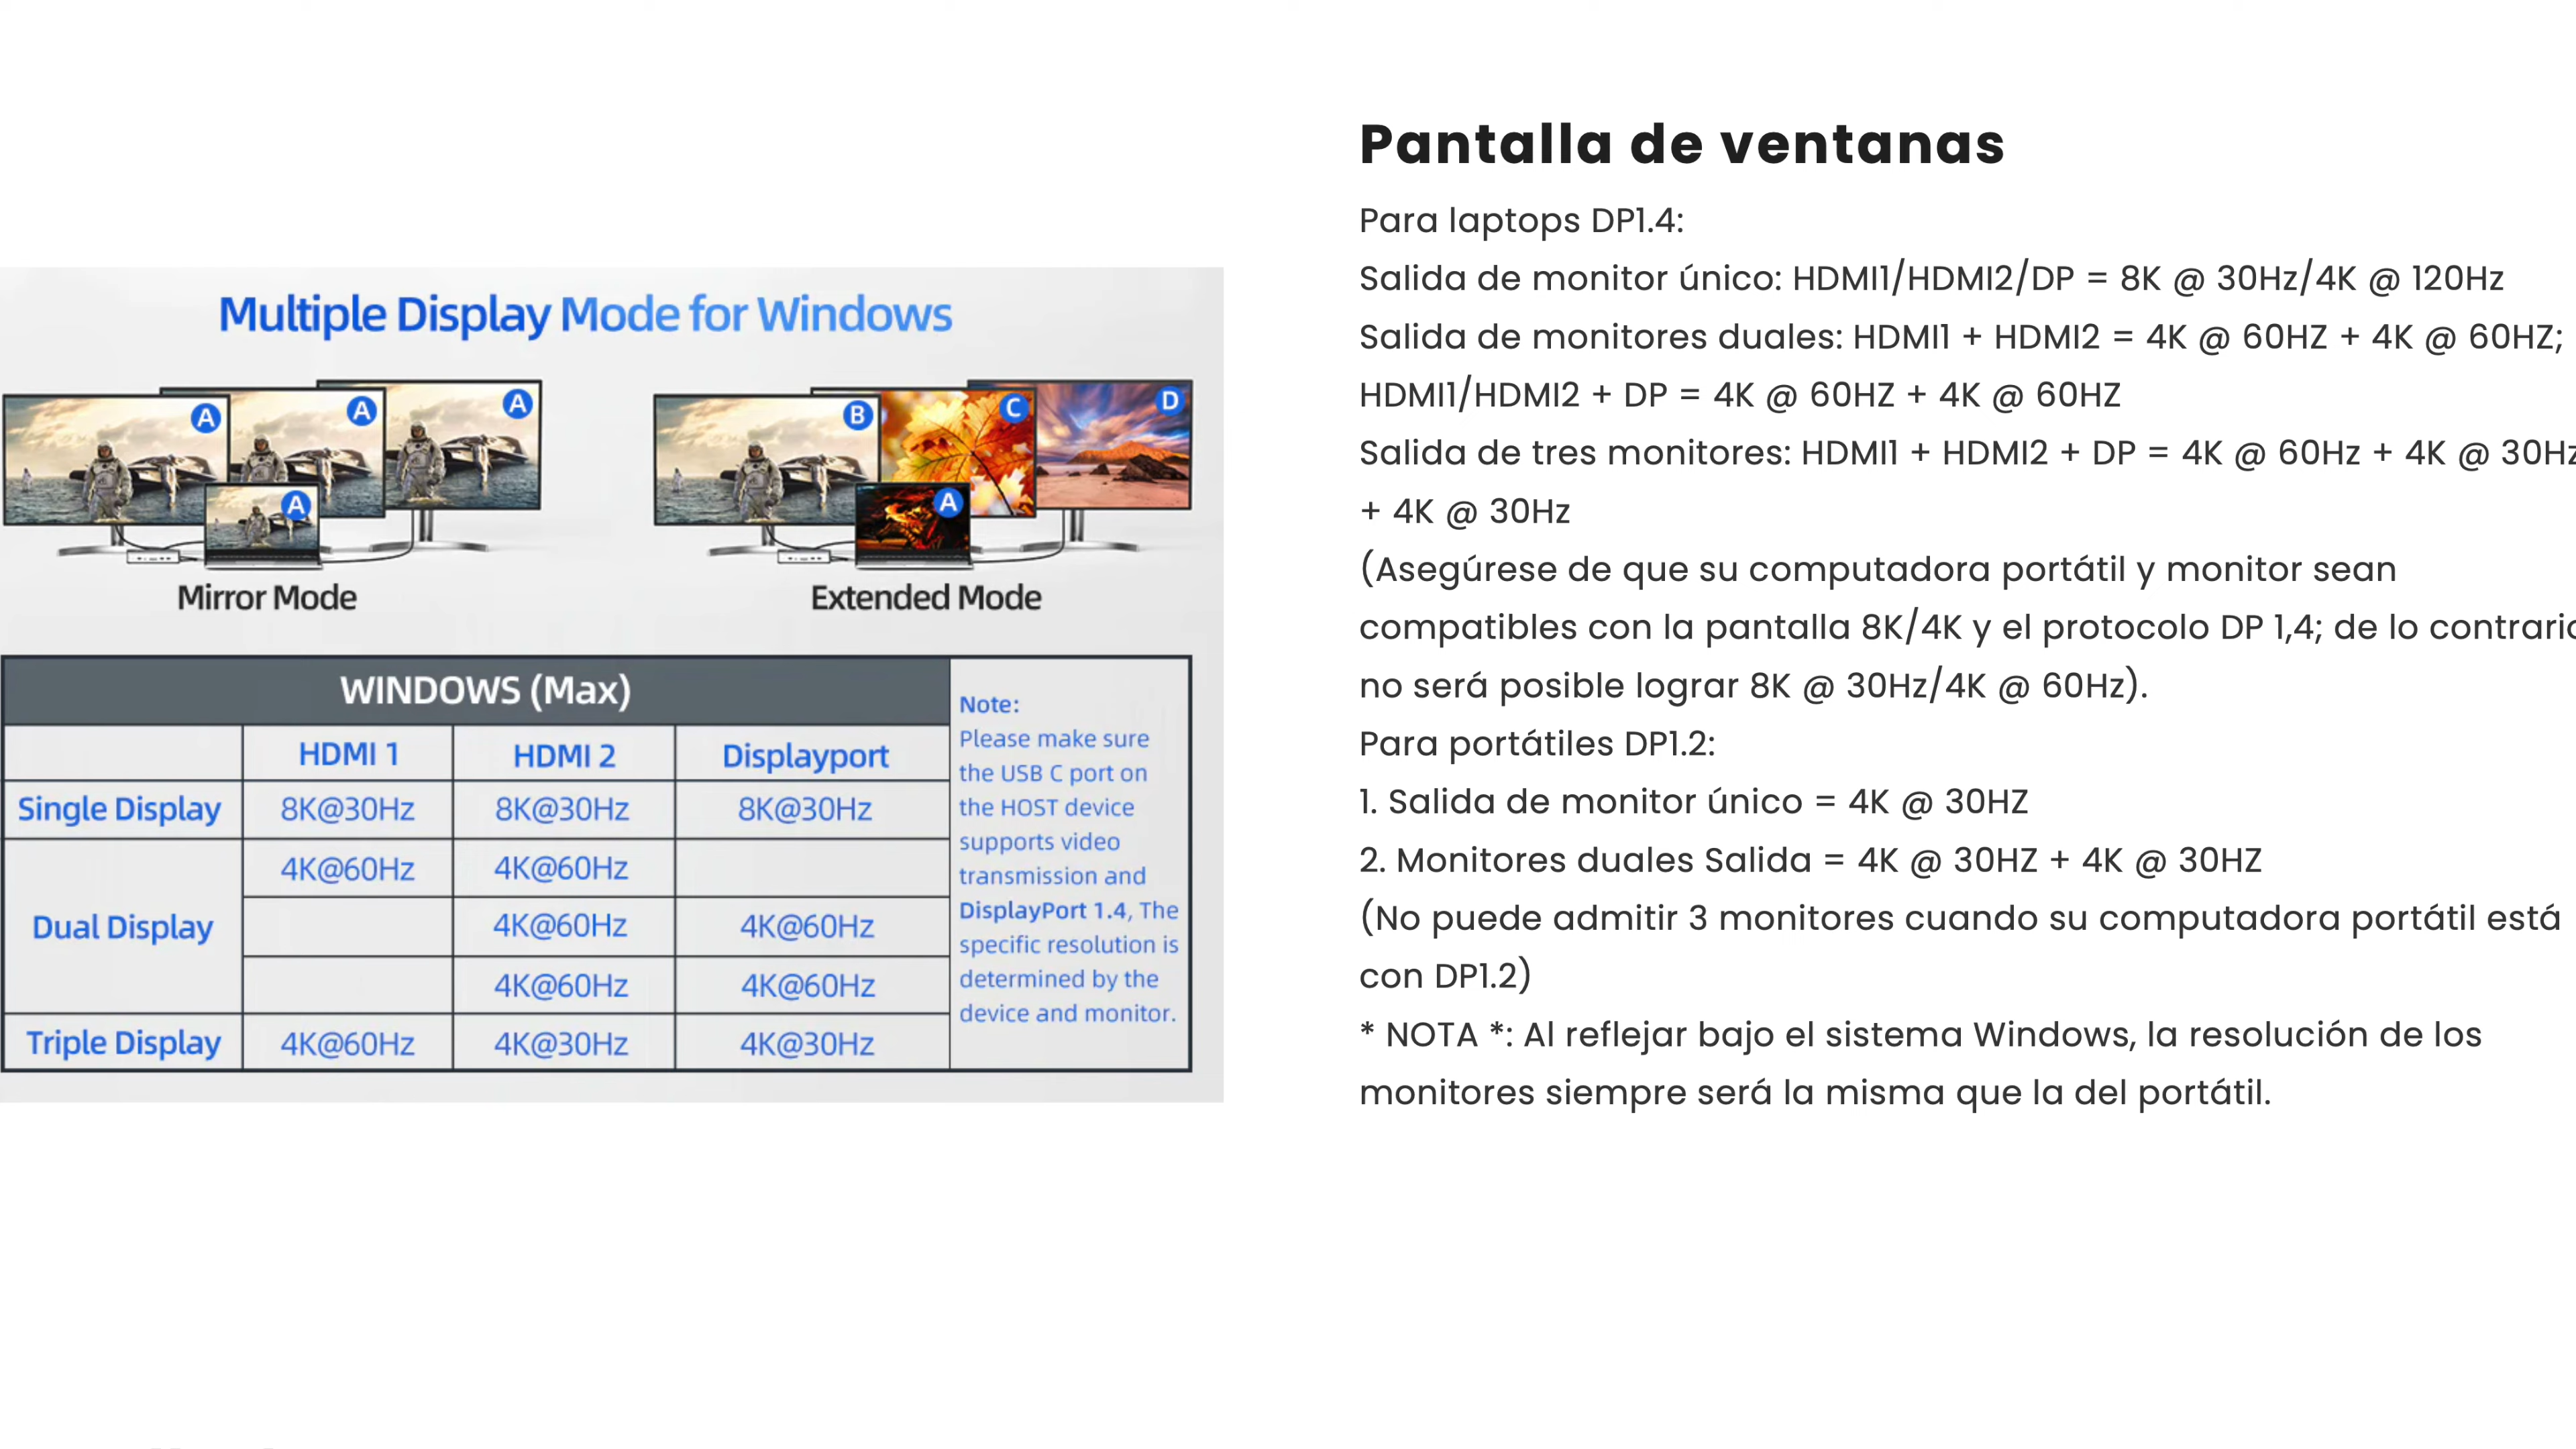 Multiple Display Mode for Windows
A
A
A
A
B
C
D
A
Mirror Mode
Extended Mode
WINDOWS (Max)
HDMI 1 HDMI 2 Displayport
Single Display 8K@30Hz 8K@30Hz 8K@30Hz
Dual Display
4K@60Hz 4K@60Hz
4K@60Hz 4K@60Hz
4K@60Hz 4K@60Hz
Triple Display 4K@60Hz 4K@30Hz 4K@30Hz
Note:
Please make sure
the USB C port on
the HOST device
supports video
transmission and
DisplayPort 1.4, The
specific resolution is
determined by the
device and monitor.
Pantalla de ventanas
Para laptops DP1.4:
Salida de monitor único: HDMI1/HDMI2/DP = 8K @ 30Hz/4K @ 120Hz
Salida de monitores duales: HDMI1 + HDMI2 = 4K @ 60HZ + 4K @ 60HZ;
HDMI1/HDMI2 + DP = 4K @ 60HZ + 4K @ 60HZ
Salida de tres monitores: HDMI1 + HDMI2 + DP = 4K @ 60Hz + 4K @ 30Hz
+ 4K @ 30Hz
(Asegúrese de que su computadora portátil y monitor sean
compatibles con la pantalla 8K/4K y el protocolo DP 1,4; de lo contrario
no será posible lograr 8K @ 30Hz/4K @ 60Hz).
Para portátiles DP1.2:
1. Salida de monitor único = 4K @ 30HZ
2. Monitores duales Salida = 4K @ 30HZ + 4K @ 30HZ
(No puede admitir 3 monitores cuando su computadora portátil está
con DP1.2)
* NOTA *: Al reflejar bajo el sistema Windows, la resolución de los
monitores siempre será la misma que la del portátil.